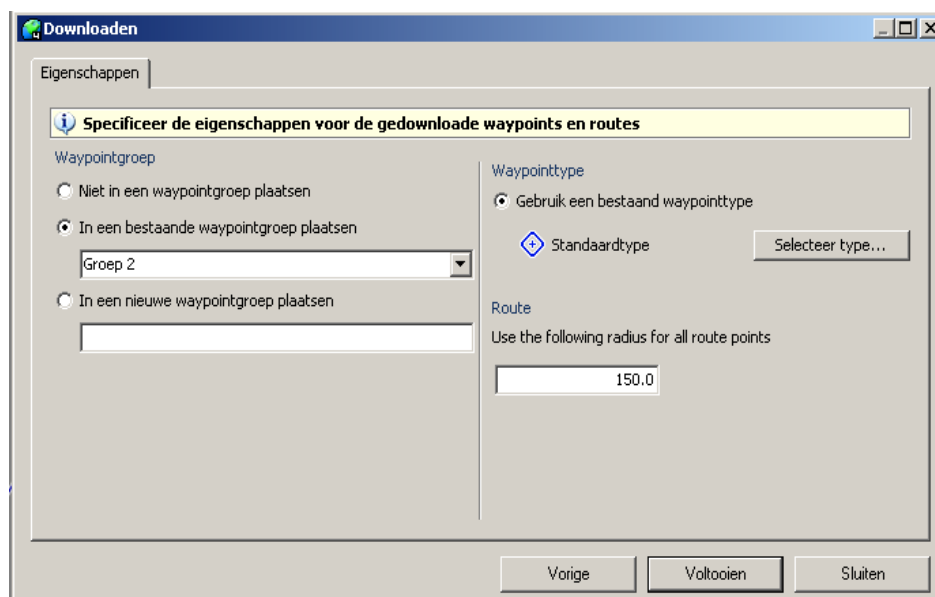 Downloaden
Eigenschappen
Specificeer de eigenschappen voor de gedownloade waypoints en routes
Waypointgroep
Niet in een waypointgroep plaatsen
In een bestaande waypointgroep plaatsen
Groep 2
In een nieuwe waypointgroep plaatsen
Waypointtype
Gebruik een bestaand waypointtype
Standaardtype
Selecteer type...
Route
Use the following radius for all route points
150.0
Vorige
Voltooien
Sluiten